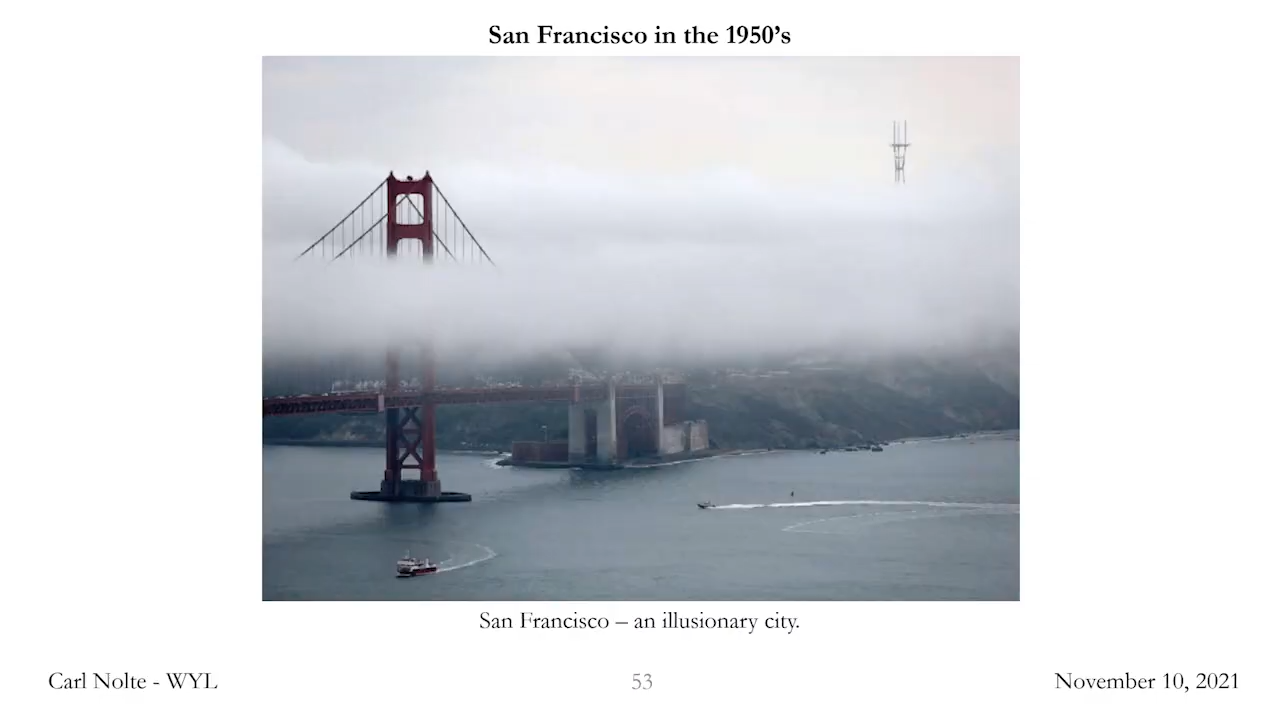 San Francisco in the 1950’s
San Francisco – an illusionary city.
Carl Nolte - WYL
53
November 10, 2021